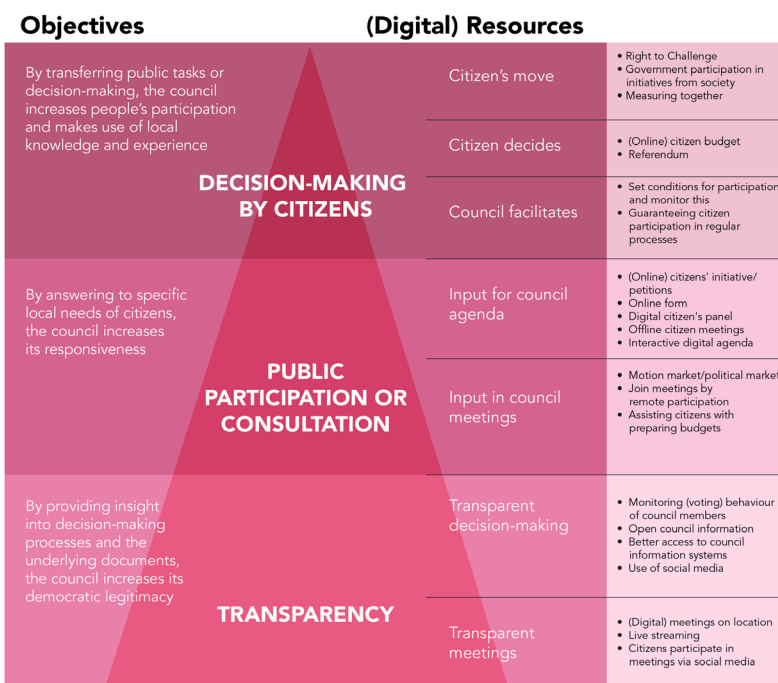 Objectives
(Digital) Resources
By transferring public tasks or
decision-making, the council
increases people's participation
and makes use of local
knowledge and experience
DECISION-MAKING
BY CITIZENS
Citizen's move
• Right to Challenge
• Government participation in
initiatives from society
• Measuring together
Citizen decides
• (Online) citizen budget
• Referendum
Council facilitates
• Set conditions for participation
and monitor this
• Guaranteeing citizen
participation in regular
processes
By answering to specific
local needs of citizens,
the council increases
its responsiveness
PUBLIC
PARTICIPATION OR
CONSULTATION
Input for council
agenda
• (Online) citizens' initiative/
petitions
• Online form
• Digital citizen's panel
• Offline citizen meetings
• Interactive digital agenda
Input in council
meetings
• Motion market/political market
• Join meetings by
remote participation
• Assisting citizens with
preparing budgets
By providing insight
into decision-making
processes and the
underlying documents,
the council increases its
democratic legitimacy
TRANSPARENCY
Transparent
decision-making
• Monitoring (voting) behaviour
of council members
• Open council information
• Better access to council
information systems
• Use of social media
Transparent
meetings
• (Digital) meetings on location
• Live streaming
• Citizens participate in
meetings via social media